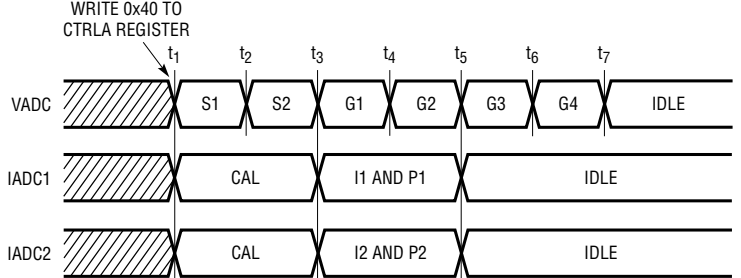 WRITE 0x40 TO
CTRLA REGISTER
t1 t2 t3 t4 t5 t6 t7
VADC S1 S2 G1 G2 G3 G4 IDLE
IADC1 CAL I1 AND P1 IDLE
IADC2 CAL I2 AND P2 IDLE